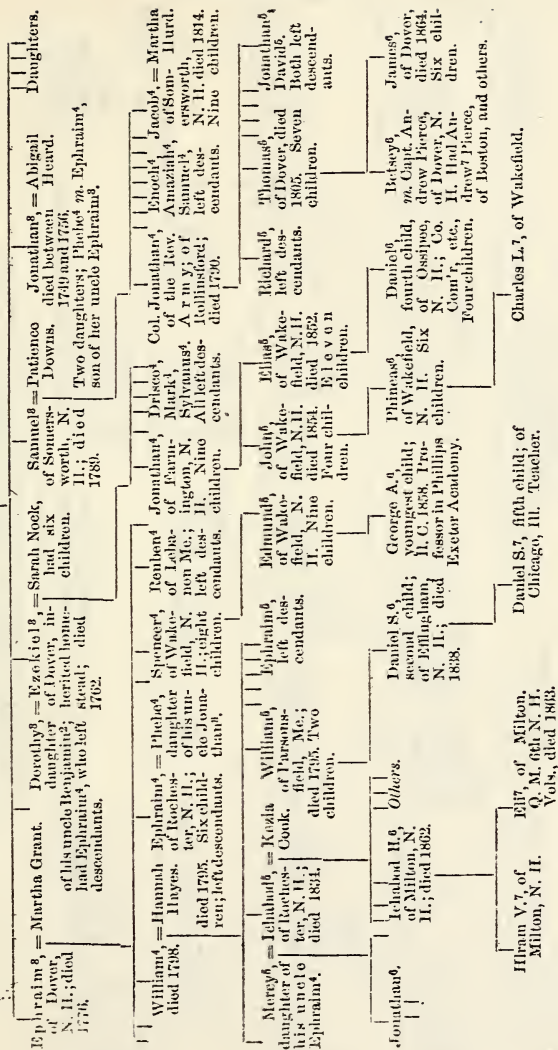 Ephraim³, = Martha Grant.
of Dover,
N. H.; died
Dorothy³, = Ezekiel³, = Sarah Nock,
daughter
of his uncle Benjamin²;
had Ephraim⁴, who left
descendants.
of Dover, in-
herited home-
stead; died
1762.
had six
children.
Samuel³ = Patience
Downs.
of Somers-
worth, N.
H.; died
1789.
Jonathan³, = Abigail
Heard.
died between
1749 and 1756.
Two daughters; Phebe⁴ m. Ephraim⁴,
son of her uncle Ephraim³.
Daughters.
William⁴, = Hannah
Hayes.
died 1798.
Ephraim⁴, = Phebe⁴,
of Roches-
ter, N. H.;
died 1795. Six child-
ren; left descendants.
daughter
of his un-
cle Jona-
than³.
Spencer⁴,
of Wake-
field, N.
H.; eight
children.
Reuben⁴,
of Leba-
non Me.;
left des-
cendants.
Jonathan⁴,
of Farm-
ington, N.
H. Nine
children.
Drisco⁴,
Mark⁴,
Sylvanus⁴.
All left des-
cendants.
Col. Jonathan⁴,
of the Rev.
Army; of
Rollinsford;
died 1790.
Enoch⁴,
Amaziah⁴,
Samuel⁴,
left des-
cendants.
Jacob⁴, = Martha
Hurd.
of Som-
ersworth,
N. H. died 1814.
Nine children.
Mercy⁵, = Ichabod⁵, = Kezia
Cook.
daughter of
his uncle
Ephraim⁴.
of Roches-
ter, N. H.;
died 1834.
William⁵,
of Parsons-
field, Me.;
died 1795. Two
children.
Ephraim⁵,
left des-
cendants.
Edmund⁵,
of Wake-
field, N.
H. Nine
children.
John⁵,
of Wake-
field, N. H.
died 1854.
Four chil-
dren.
Elias⁵,
of Wake-
field, N. H.
died 1852.
Eleven
children.
Richard⁵,
left des-
cendants.
Thomas⁵,
of Dover, died
1805. Seven
children.
Jonathan⁵,
David⁵.
Both left
descend-
ants.
Jonathan⁶.
Ichabod H.⁶,
of Milton, N.
H.; died 1862.
Others.
Daniel S.⁶,
second child;
of Effingham,
N. H.; died
1838.
George A.⁶,
youngest child;
H. C. 1858. Pro-
fessor in Phillips
Exeter Academy.
Phineas⁶,
of Wakefield,
N. H. Six
children.
Daniel⁶,
fourth child,
of Ossipee,
N. H.; Co.
Com'r, etc.,
Four children.
Betsey⁶,
m. Capt. An-
drew Pierce,
of Dover, N.
H. Had An-
drew⁷ Pierce,
of Boston, and others.
James⁶,
of Dover,
died 1864.
Six chil-
dren.
Hiram V.⁷, of
Milton, N. H.
Eli⁷, of Milton.
Q. M. 6th N. H.
Vols., died 1863.
Daniel S.⁷, fifth child; of
Chicago, Ill. Teacher.
Charles L.⁷, of Wakefield.